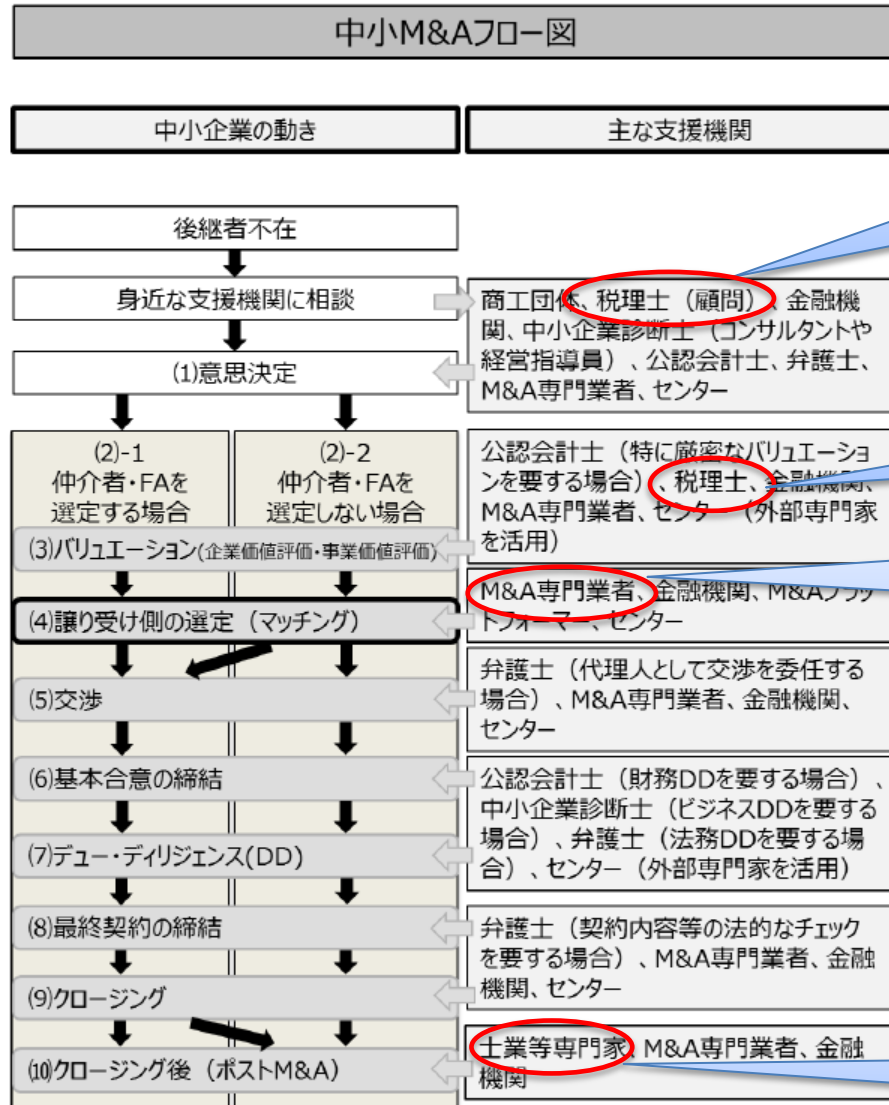 中小M&Aフロー図
中小企業の動き
主な支援機関
後継者不在
身近な支援機関に相談
商工団体、税理士（顧問）、金融機
関、中小企業診断士（コンサルタントや
経営指導員）、公認会計士、弁護士、
M&A専門業者、センター
(1)意思決定
(2)-1
仲介者・FAを
選定する場合
(2)-2
仲介者・FAを
選定しない場合
公認会計士（特に厳密なバリュエーショ
ンを要する場合）、税理士、金融機関、
M&A専門業者、センター（外部専門家
を活用）
(3)バリュエーション(企業価値評価・事業価値評価)
M&A専門業者、金融機関、M&Aプラッ
トフォーマー、センター
(4)譲り受け側の選定（マッチング）
弁護士（代理人として交渉を委任する
場合）、M&A専門業者、金融機関、
センター
(5)交渉
(6)基本合意の締結
公認会計士（財務DDを要する場合）、
中小企業診断士（ビジネスDDを要する
場合）、弁護士（法務DDを要する場
合）、センター（外部専門家を活用）
(7)デュー・ディリジェンス(DD)
(8)最終契約の締結
弁護士（契約内容等の法的なチェック
を要する場合）、M&A専門業者、金融
機関、センター
(9)クロージング
士業等専門家、M&A専門業者、金融
機関
(10)クロージング後（ポストM&A）